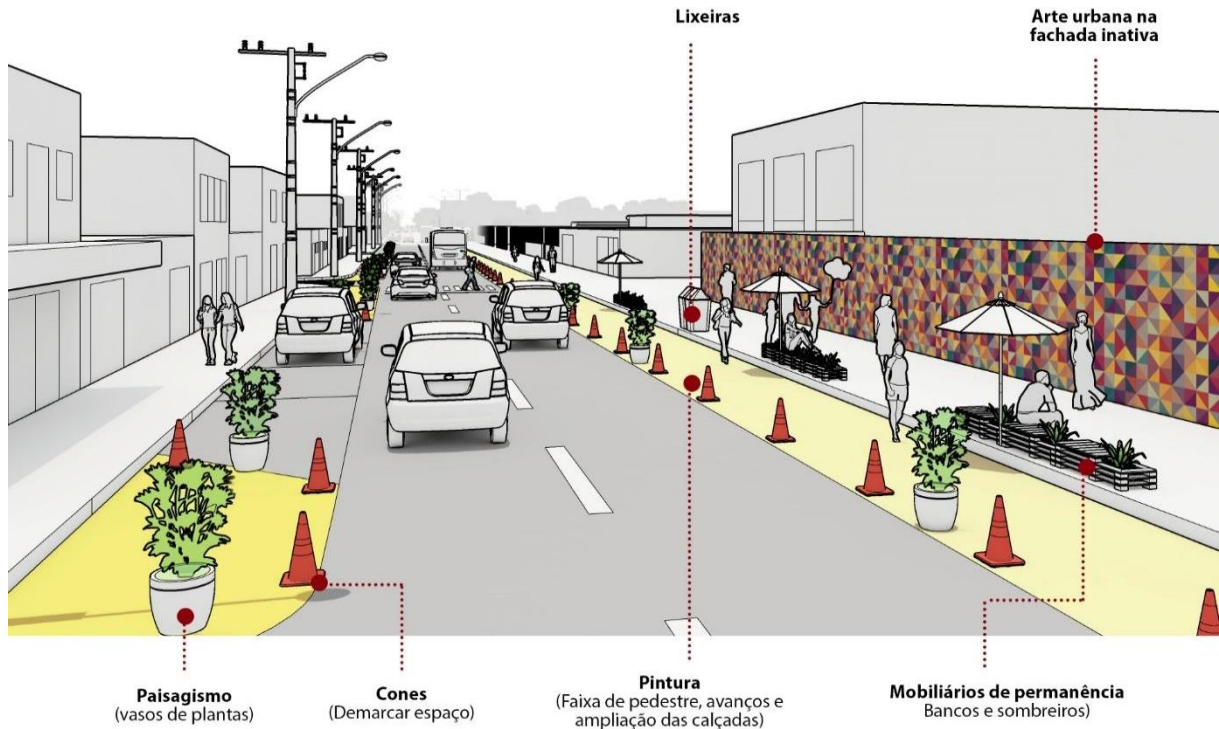 Lixeiras
Arte urbana na
fachada inativa
Paisagismo
(vasos de plantas)
Cones
(Demarcar espaço)
Pintura
(Faixa de pedestre, avanços e
ampliação das calçadas)
Mobiliários de permanência
Bancos e sombreiros)